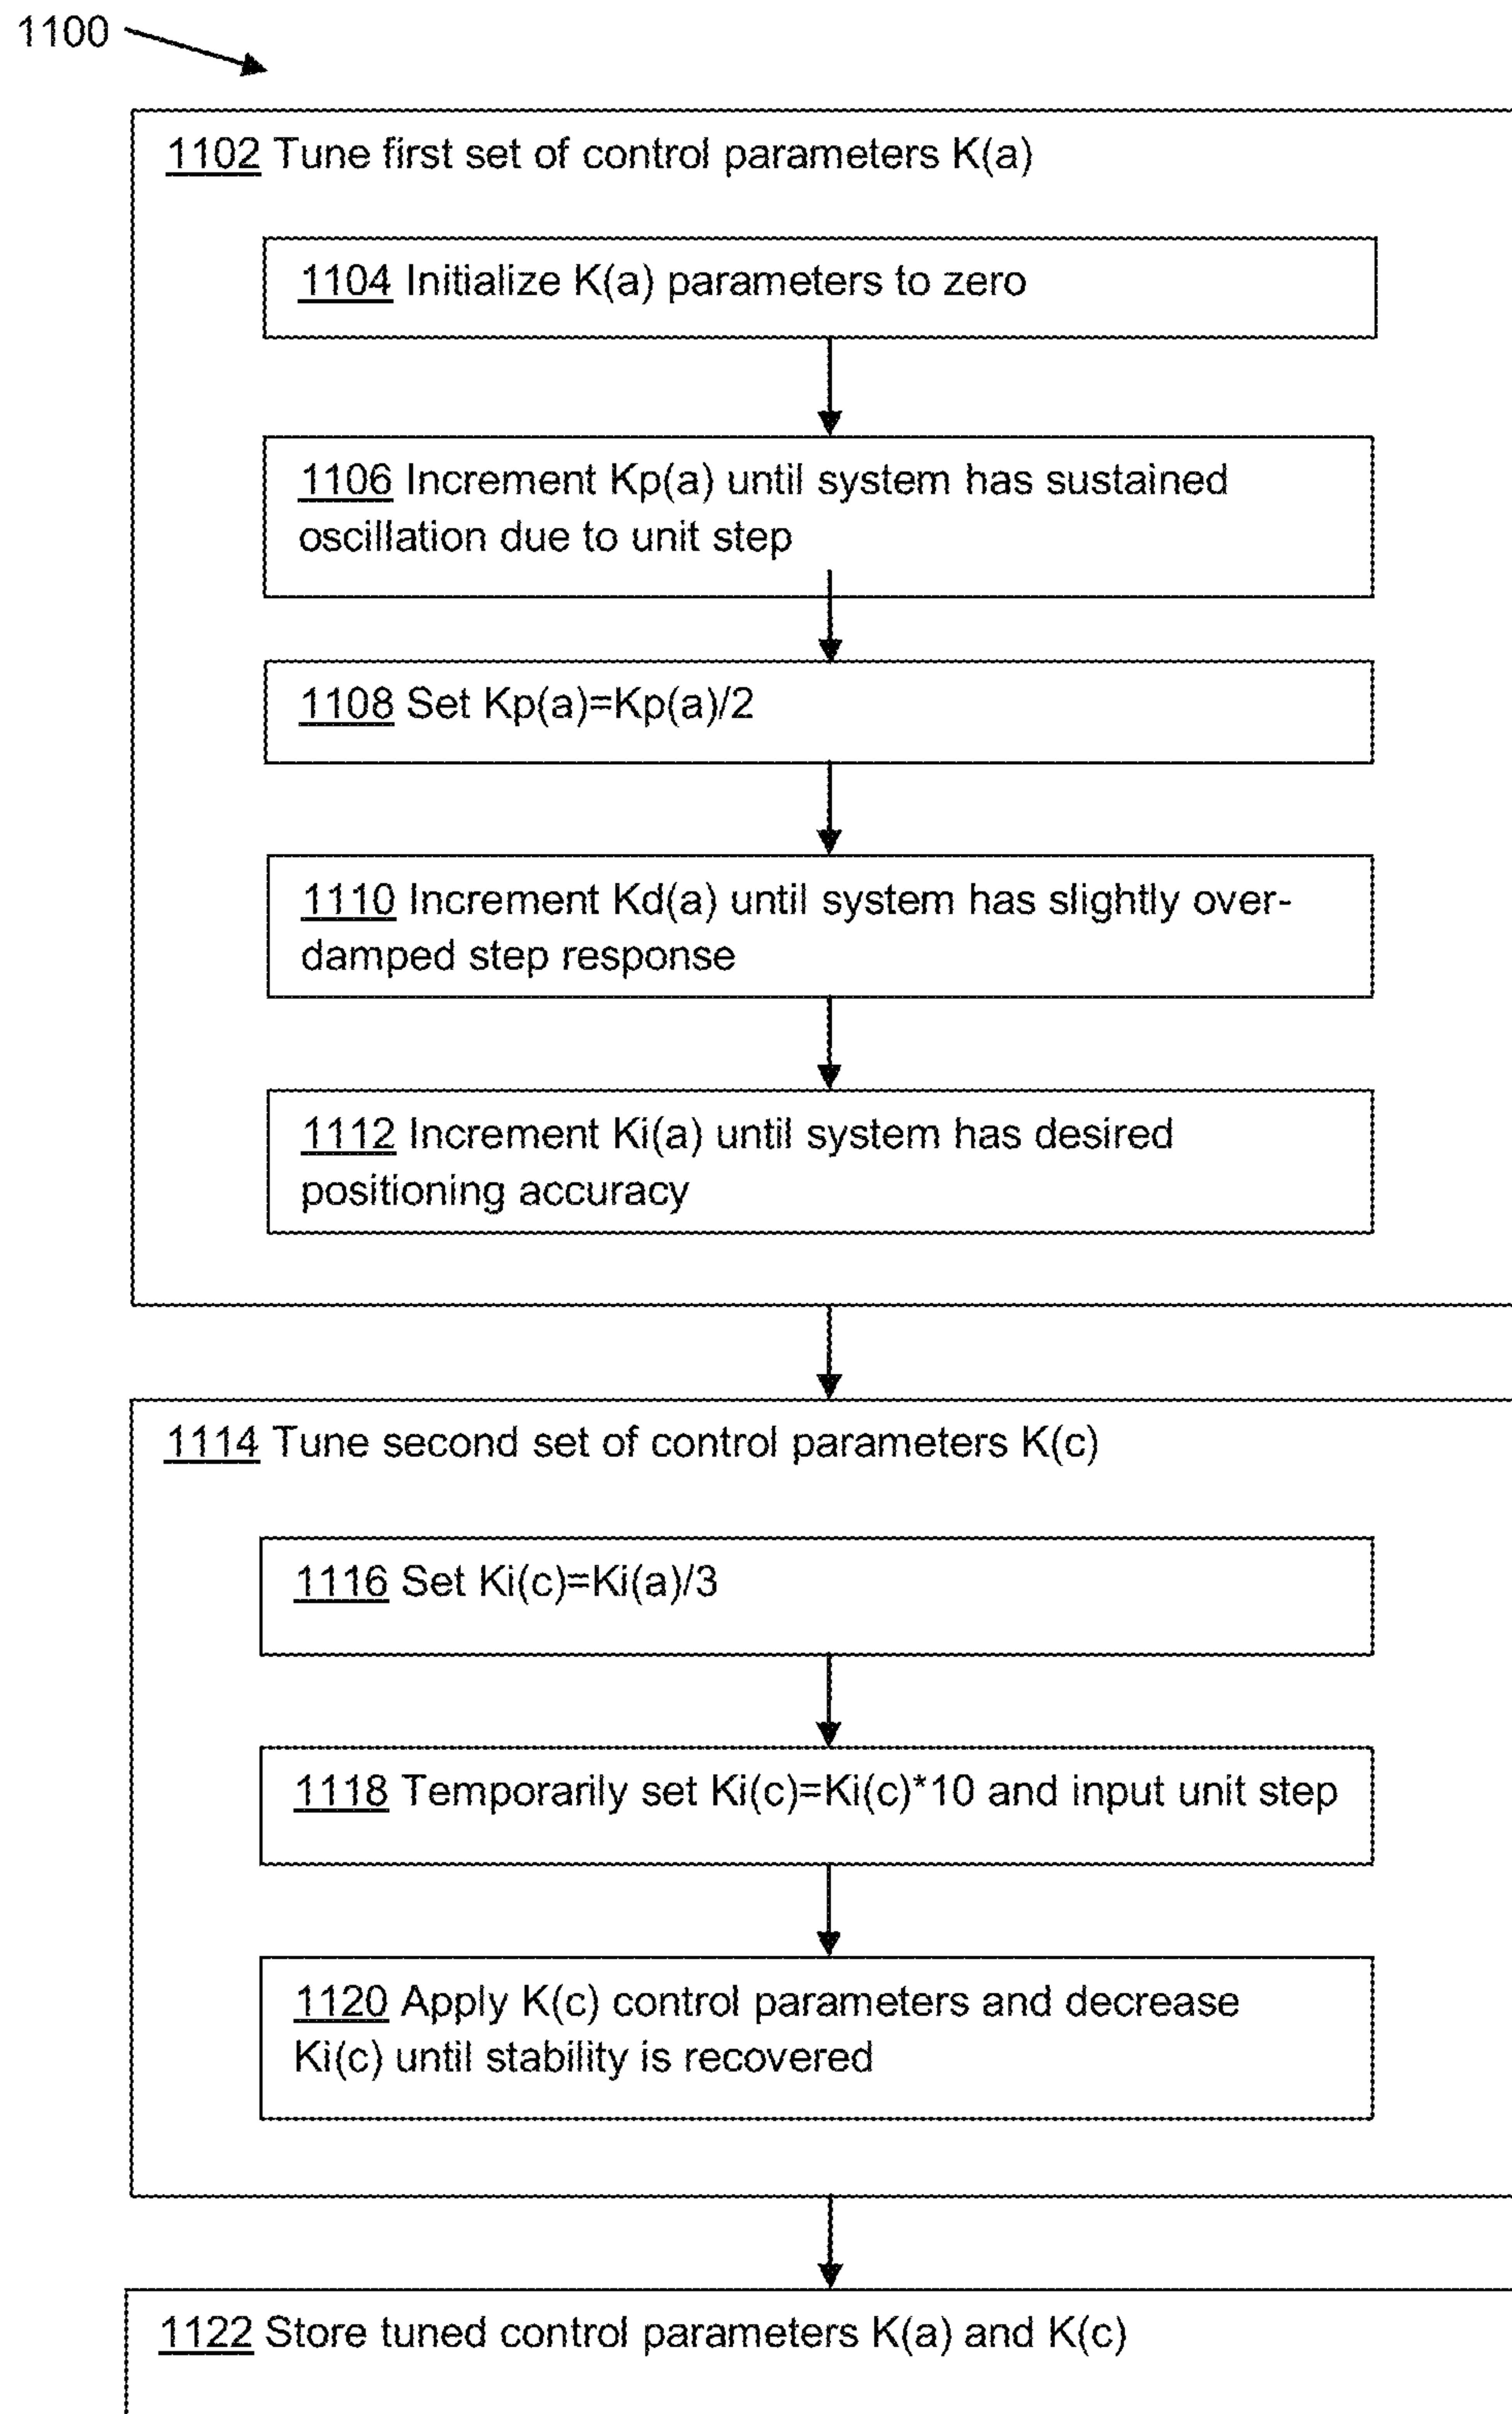 1100
1102 Tune first set of control parameters K(a)
1104 Initialize K(a) parameters to zero
1106 Increment Kp(a) until system has sustained
oscillation due to unit step
1108 Set Kp(a)=Kp(a)/2
1110 Increment Kd(a) until system has slightly over-
damped step response
1112 Increment Ki(a) until system has desired
positioning accuracy
1114 Tune second set of control parameters K(c)
1116 Set Ki(c)=Ki(a)/3
1118 Temporarily set Ki(c)=Ki(c)*10 and input unit step
1120 Apply K(c) control parameters and decrease
Ki(c) until stability is recovered
1122 Store tuned control parameters K(a) and K(c)